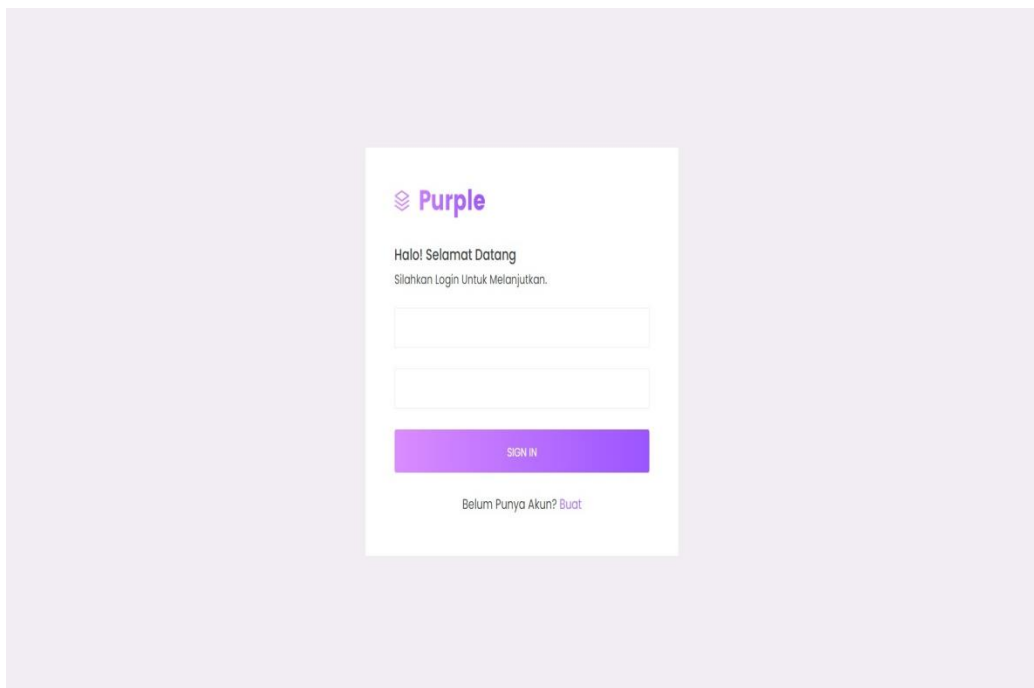 Purple
Halo! Selamat Datang
Silahkan Login Untuk Melanjutkan.
SIGN IN
Belum Punya Akun? Buat